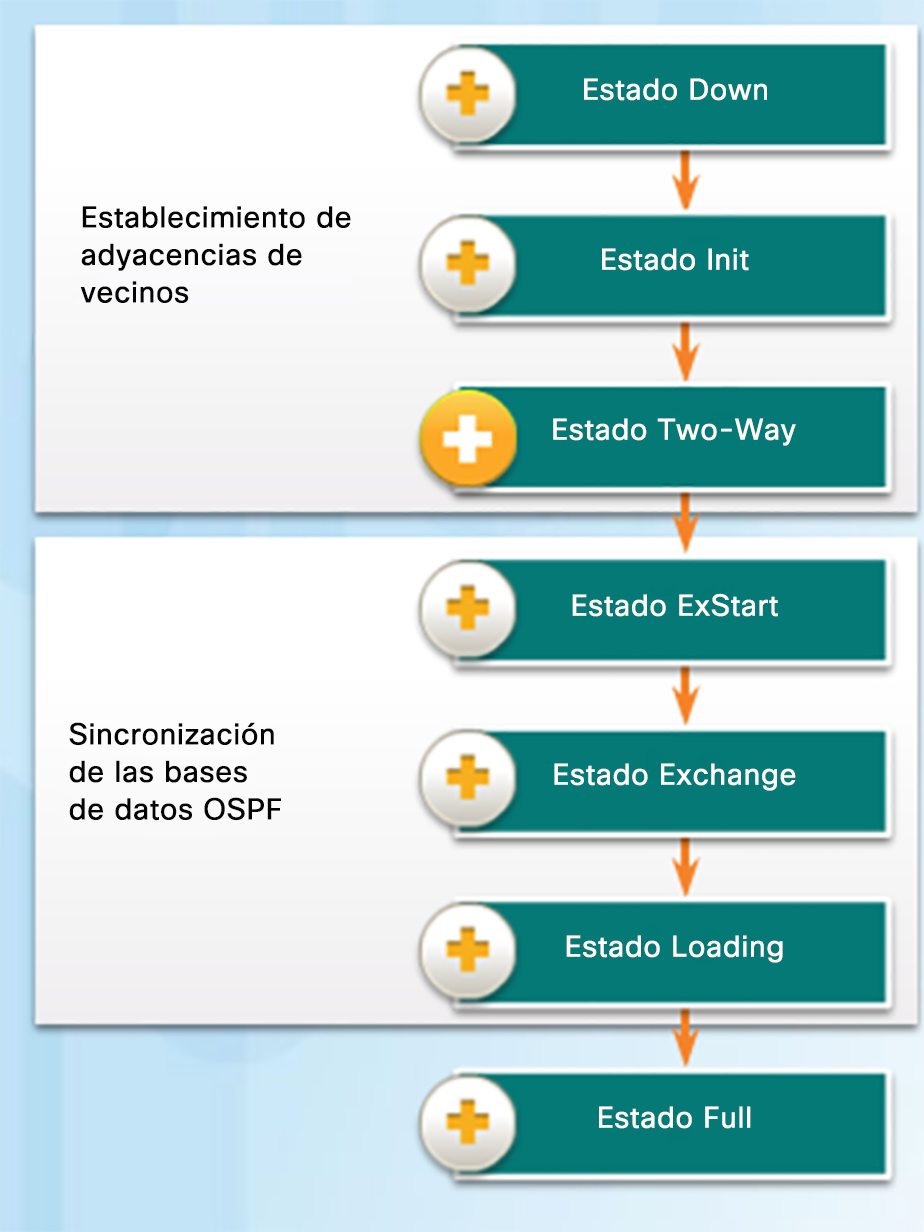 Estado Down
Establecimiento de
adyacencias de
vecinos
Estado Init
Estado Two-Way
Estado ExStart
Sincronización
de las bases
de datos OSPF
Estado Exchange
Estado Loading
Estado Full